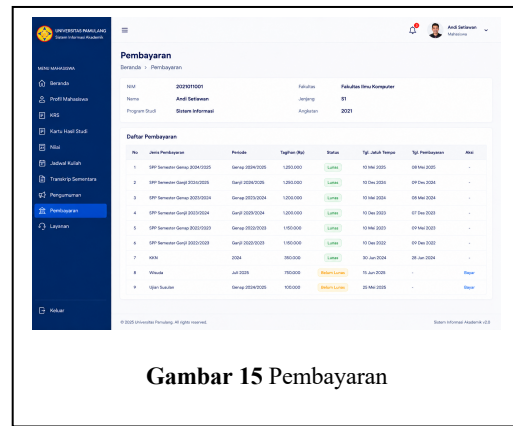 UNIVERSITAS PAMULANG
Sistem Informasi Akademik
Andi Setiawan
Mahasiswa
MENU MAHASISWA
Beranda
Profil Mahasiswa
KRS
Kartu Hasil Studi
Nilai
Jadwal Kuliah
Transkrip Sementara
Pengumuman
Pembayaran
Layanan
Keluar
Pembayaran
Beranda > Pembayaran
NIM 2021011001 Fakultas Fakultas Ilmu Komputer
Nama Andi Setiawan Jenjang S1
Program Studi Sistem Informasi Angkatan 2021
Daftar Pembayaran
No Jenis Pembayaran Periode Tagihan (Rp) Status Tgl. Jatuh Tempo Tgl. Pembayaran Aksi
1 SPP Semester Genap 2024/2025 Genap 2024/2025 1.250.000 Lunas 10 Mei 2025 08 Mei 2025 -
2 SPP Semester Ganjil 2024/2025 Ganjil 2024/2025 1.250.000 Lunas 10 Des 2024 09 Des 2024 -
3 SPP Semester Genap 2023/2024 Genap 2023/2024 1.200.000 Lunas 10 Mei 2024 08 Mei 2024 -
4 SPP Semester Ganjil 2023/2024 Ganjil 2023/2024 1.200.000 Lunas 10 Des 2023 07 Des 2023 -
5 SPP Semester Genap 2022/2023 Genap 2022/2023 1.150.000 Lunas 10 Mei 2023 09 Mei 2023 -
6 SPP Semester Ganjil 2022/2023 Ganjil 2022/2023 1.150.000 Lunas 10 Des 2022 09 Des 2022 -
7 KKN 2024 350.000 Lunas 30 Jun 2024 28 Jun 2024 -
8 Wisuda Juli 2025 750.000 Belum Lunas 15 Jun 2025 - Bayar
9 Ujian Susulan Genap 2024/2025 100.000 Belum Lunas 25 Mei 2025 - Bayar
© 2025 Universitas Pamulang. All rights reserved. Sistem Informasi Akademik v2.0
Gambar 15 Pembayaran